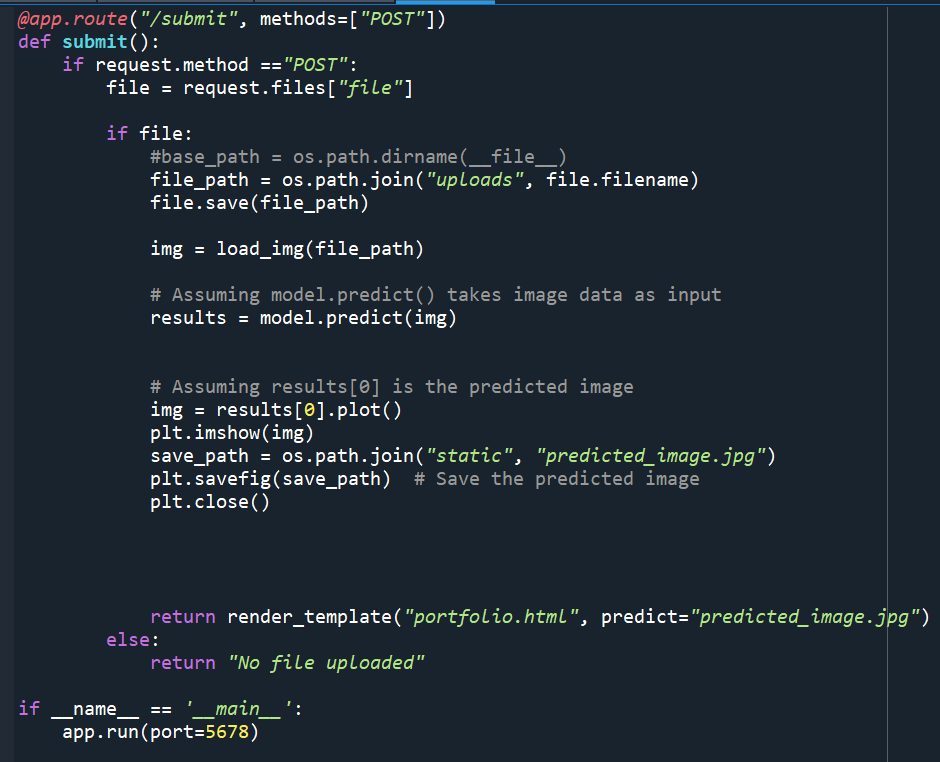 @app.route("/submit", methods=["POST"])
def submit():
    if request.method =="POST":
        file = request.files["file"]
        if file:
            #base_path = os.path.dirname(__file__)
            file_path = os.path.join("uploads", file.filename)
            file.save(file_path)
            img = load_img(file_path)
            # Assuming model.predict() takes image data as input
            results = model.predict(img)
            # Assuming results[0] is the predicted image
            img = results[0].plot()
            plt.imshow(img)
            save_path = os.path.join("static", "predicted_image.jpg")
            plt.savefig(save_path)  # Save the predicted image
            plt.close()
            return render_template("portfolio.html", predict="predicted_image.jpg")
        else:
            return "No file uploaded"
if __name__ == '__main__':
    app.run(port=5678)